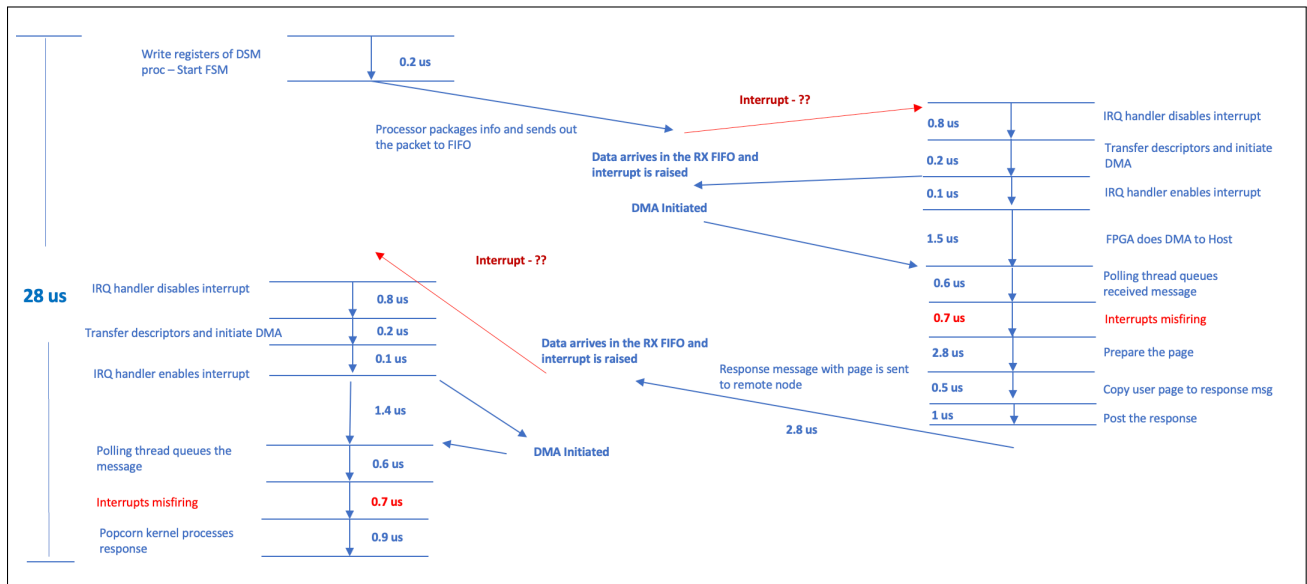 Write registers of DSM
proc – Start FSM
0.2 us
Processor packages info and sends out
the packet to FIFO
Interrupt - ??
Data arrives in the RX FIFO and
interrupt is raised
DMA Initiated
0.8 us
IRQ handler disables interrupt
0.2 us
Transfer descriptors and initiate
DMA
0.1 us
IRQ handler enables interrupt
1.5 us
FPGA does DMA to Host
0.6 us
Polling thread queues
received message
0.7 us
Interrupts misfiring
2.8 us
Prepare the page
0.5 us
Copy user page to response msg
1 us
Post the response
28 us
Interrupt - ??
IRQ handler disables interrupt
0.8 us
Transfer descriptors and initiate DMA
0.2 us
0.1 us
IRQ handler enables interrupt
Data arrives in the RX FIFO and
interrupt is raised
Response message with page is sent
to remote node
2.8 us
1.4 us
DMA Initiated
Polling thread queues the
message
0.6 us
Interrupts misfiring
0.7 us
Popcorn kernel processes
response
0.9 us